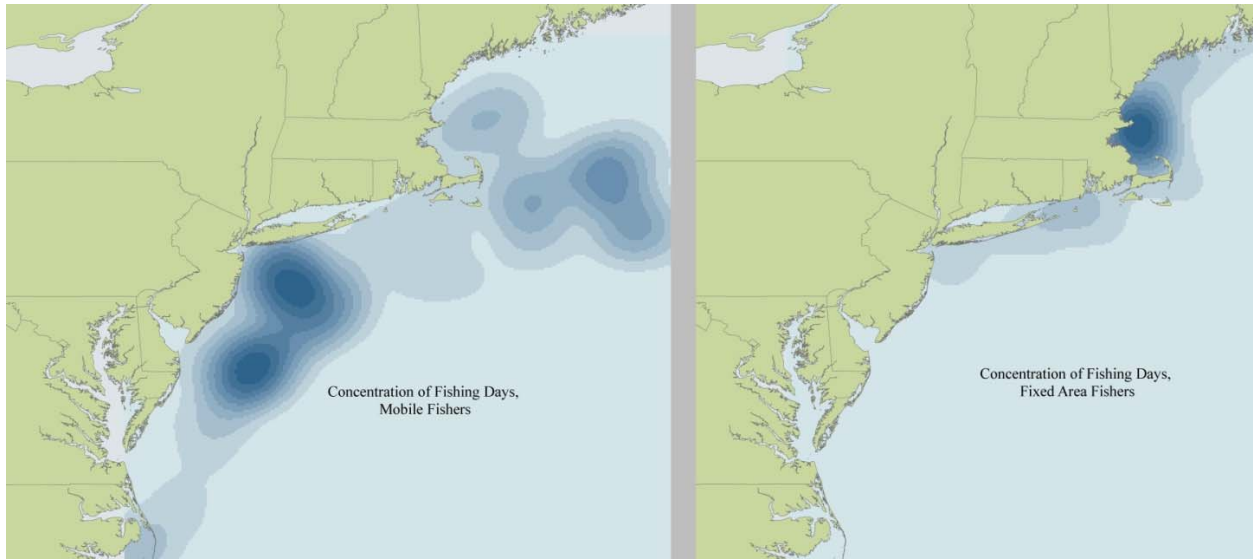 Concentration of Fishing Days,
Mobile Fishers
Concentration of Fishing Days,
Fixed Area Fishers